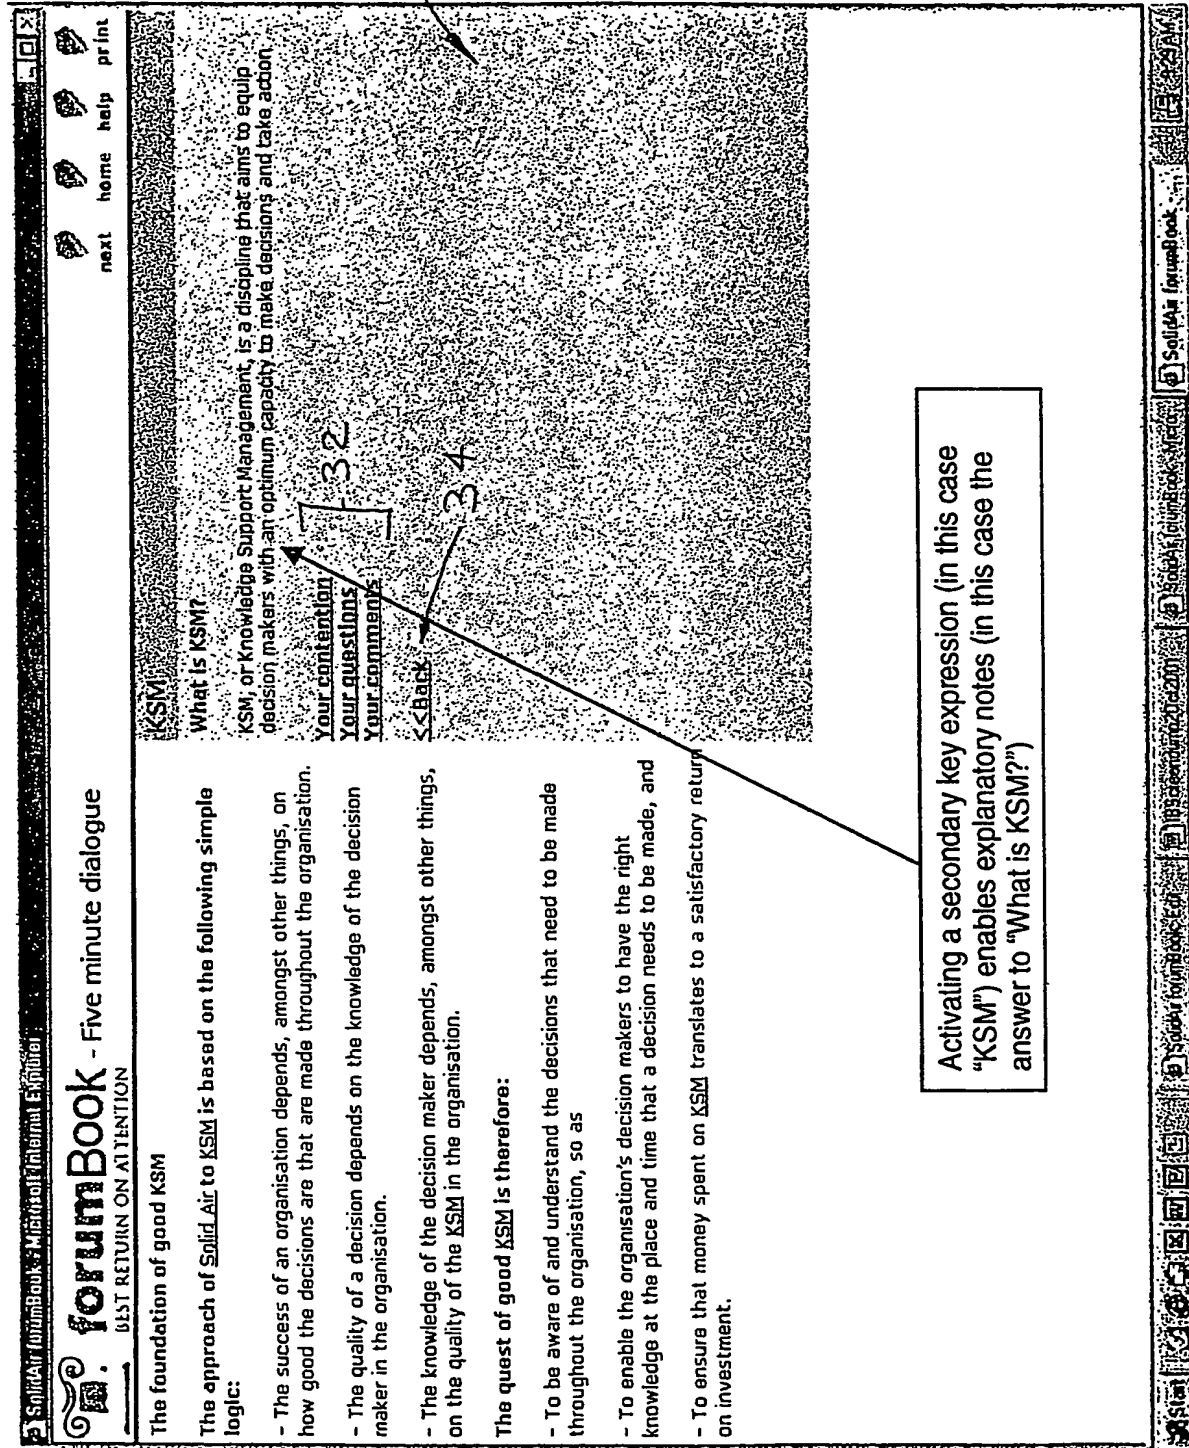 SolidAir forumBook - Microsoft Internet Explorer
forumBook - Five minute dialogue
BEST RETURN ON ATTENTION
next home help print
The foundation of good KSM
The approach of Solid Air to KSM is based on the following simple
logic:
- The success of an organisation depends, amongst other things, on
how good the decisions are that are made throughout the organisation.
- The quality of a decision depends on the knowledge of the decision
maker in the organisation.
- The knowledge of the decision maker depends, amongst other things,
on the quality of the KSM in the organisation.
The quest of good KSM is therefore:
- To be aware of and understand the decisions that need to be made
throughout the organisation, so as
- To enable the organisation's decision makers to have the right
knowledge at the place and time that a decision needs to be made, and
- To ensure that money spent on KSM translates to a satisfactory return
on investment.
KSM
What is KSM?
KSM, or Knowledge Support Management, is a discipline that aims to equip
decision makers with an optimum capacity to make decisions and take action
Your contention
Your questions
Your comments
32
<<Back
34
Activating a secondary key expression (in this case
"KSM") enables explanatory notes (in this case the
answer to "What is KSM?")
Start
SolidAir forumBook
9:29 AM